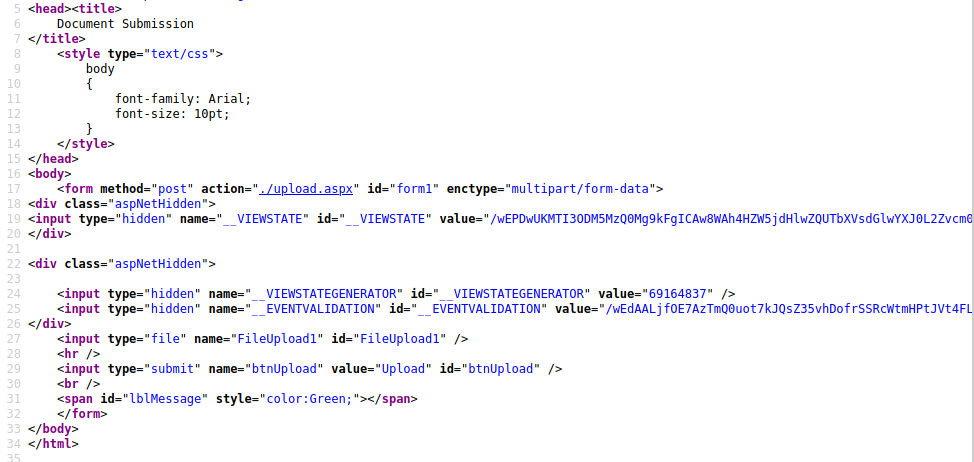 5 <head><title>
6 Document Submission
7 </title>
8 <style type="text/css">
9 body
10 {
11 font-family: Arial;
12 font-size: 10pt;
13 }
14 </style>
15 </head>
16 <body>
17 <form method="post" action="./upload.aspx" id="form1" enctype="multipart/form-data">
18 <div class="aspNetHidden">
19 <input type="hidden" name="__VIEWSTATE" id="__VIEWSTATE" value="/wEPDwUKMTI3ODM5MzQ0Mg9kFgICAw8WAh4HZW5jdHlwZQUTbXVsdGlwYXJ0L2Zvcm0
20 </div>
21
22 <div class="aspNetHidden">
23
24 <input type="hidden" name="__VIEWSTATEGENERATOR" id="__VIEWSTATEGENERATOR" value="69164837" />
25 <input type="hidden" name="__EVENTVALIDATION" id="__EVENTVALIDATION" value="/wEdAALjfOE7AzTmQ0uot7kJQsZ35vhDofrSSRcWtmHPtJVt4FL
26 </div>
27 <input type="file" name="FileUpload1" id="FileUpload1" />
28 <hr />
29 <input type="submit" name="btnUpload" value="Upload" id="btnUpload" />
30 <br />
31 <span id="lblMessage" style="color:Green;"></span>
32 </form>
33 </body>
34 </html>
35